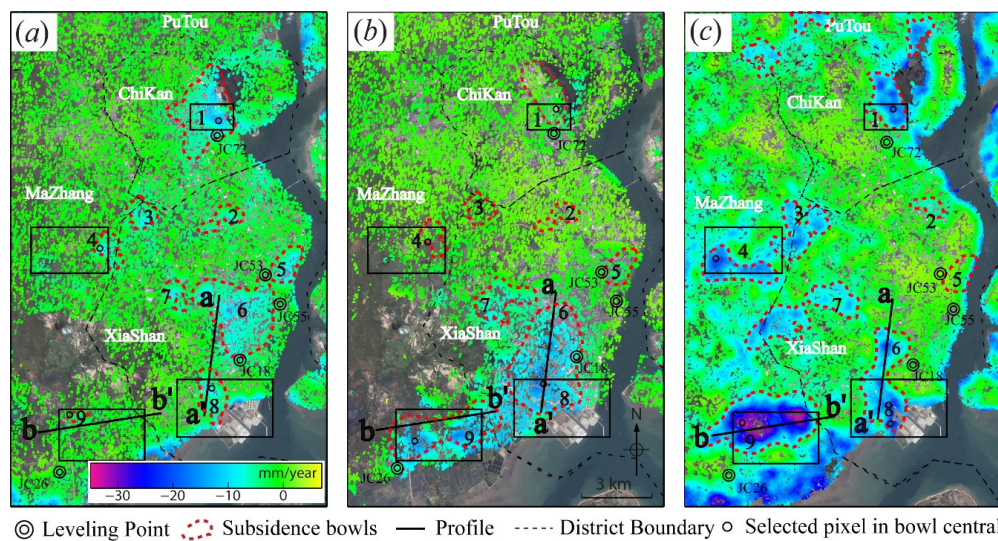 (a)
PuTou
ChiKan
1
JC72
MaZhang
3
2
4
JC53
5
7
a
6
JC55
XiaShan
JC18
b
b'
a'
8
9
JC26
mm/year
−30 −20 −10 0
(b)
PuTou
ChiKan
1
JC72
MaZhang
3
2
4
5
JC53
7
a
6
JC55
XiaShan
JC18
b
b'
a'
8
9
JC26
N
3 km
(c)
PuTou
ChiKan
1
JC72
MaZhang
3
2
4
5
JC53
7
a
JC55
XiaShan
6
JC18
b
b'
a'
8
9
JC26
Leveling Point Subsidence bowls Profile District Boundary Selected pixel in bowl central